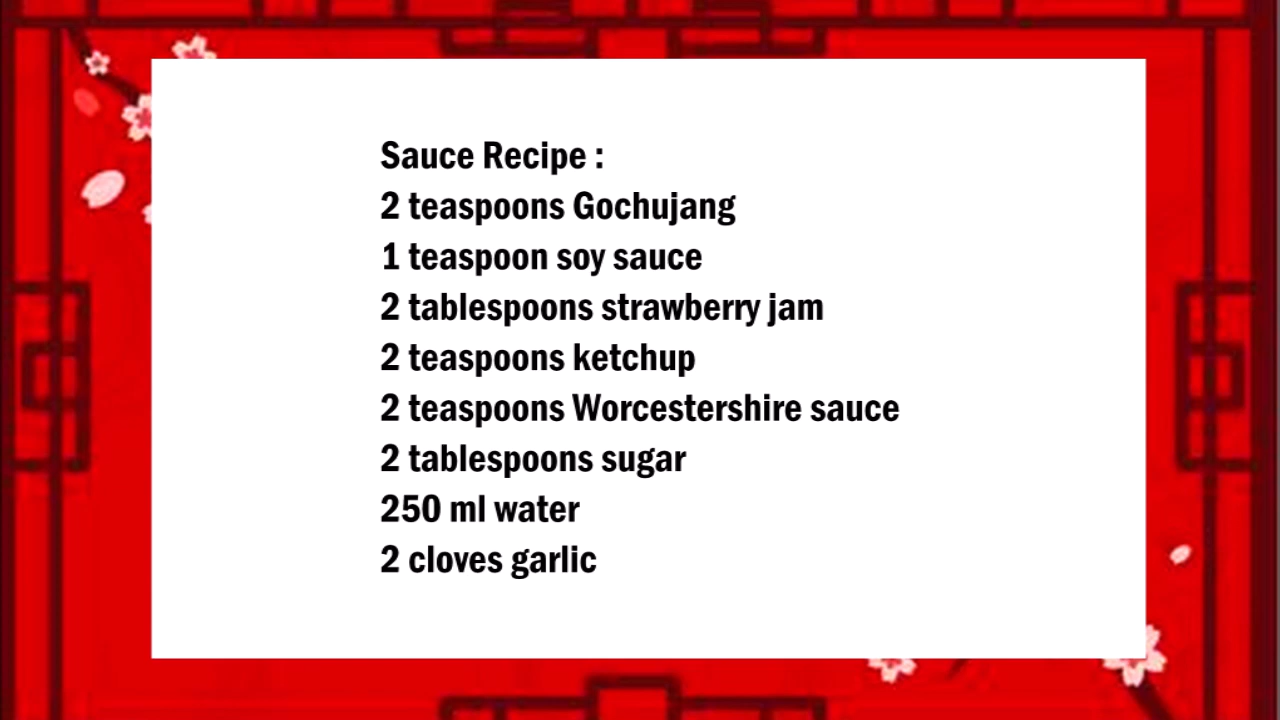 Sauce Recipe :
2 teaspoons Gochujang
1 teaspoon soy sauce
2 tablespoons strawberry jam
2 teaspoons ketchup
2 teaspoons Worcestershire sauce
2 tablespoons sugar
250 ml water
2 cloves garlic